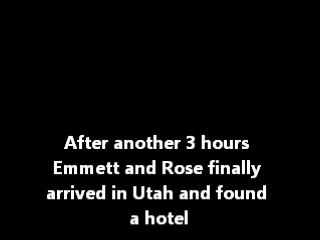 After another 3 hours
Emmett and Rose finally
arrived in Utah and found
a hotel